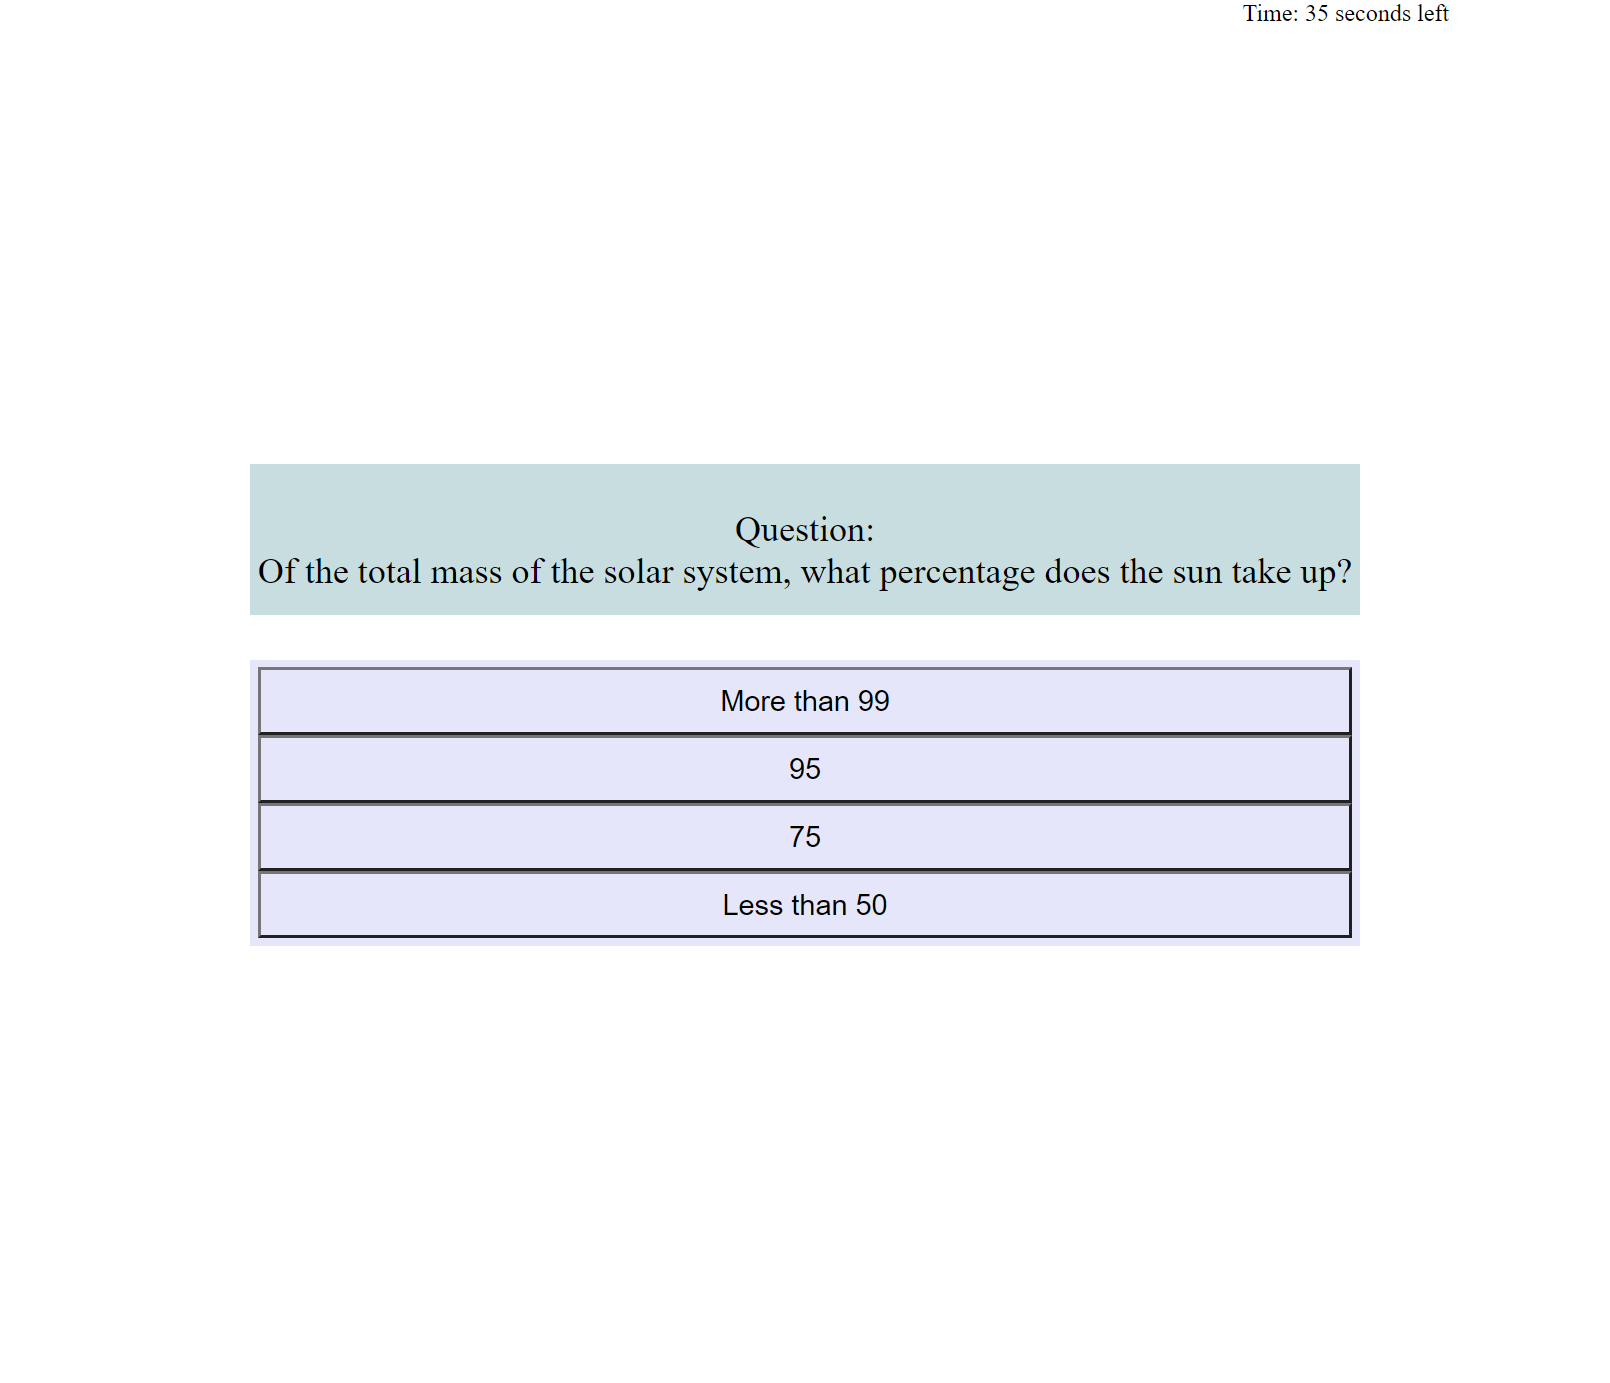 Time: 35 seconds left
Question:
Of the total mass of the solar system, what percentage does the sun take up?
More than 99
95
75
Less than 50